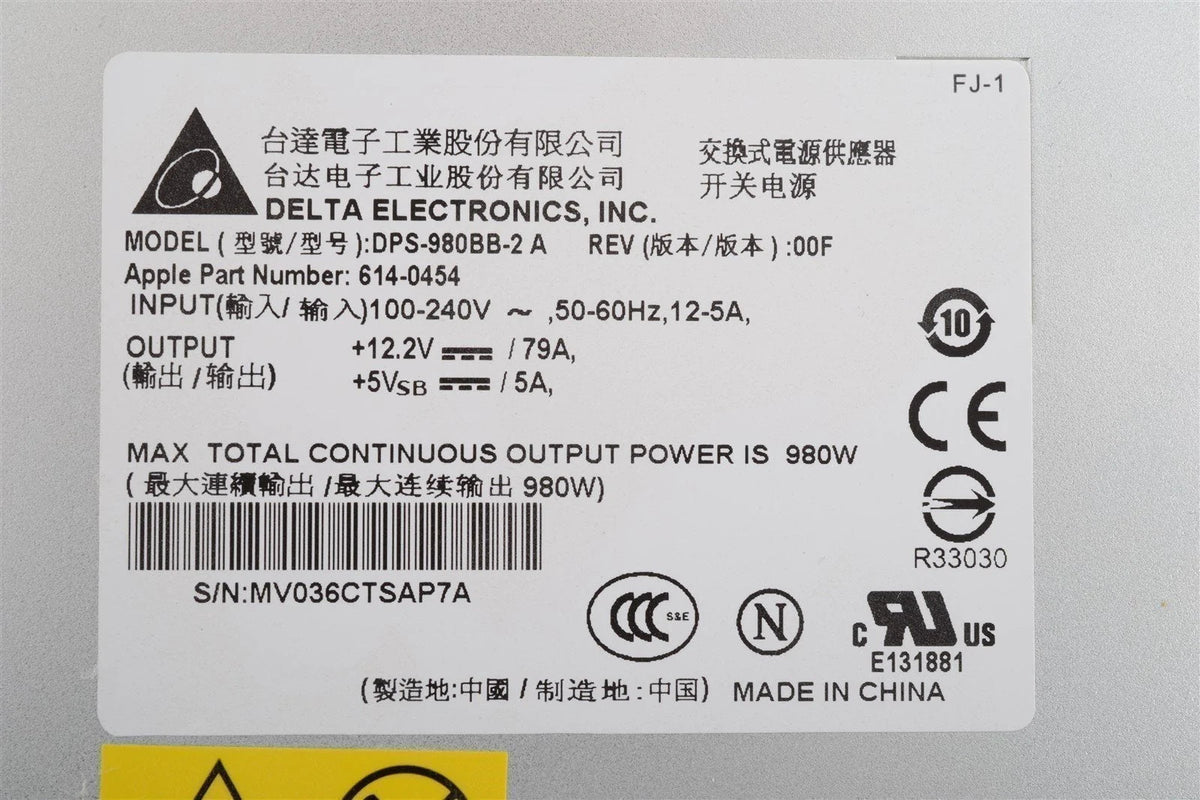 FJ-1
台達電子工業股份有限公司
台达电子工业股份有限公司
DELTA ELECTRONICS, INC.
交換式電源供應器
开关电源
MODEL ( 型號/型号 ):DPS-980BB-2 A REV (版本/版本 ) :00F
Apple Part Number: 614-0454
INPUT(輸入/ 输入)100-240V ~ ,50-60Hz,12-5A,
OUTPUT +12.2V ⎓ / 79A,
(輸出 /输出) +5VSB ⎓ / 5A,
MAX TOTAL CONTINUOUS OUTPUT POWER IS 980W
( 最大連續輸出 /最大连续输出 980W)
S/N:MV036CTSAP7A
10
CE
R33030
CCC S&E
N
C RU US
E131881
(製造地:中國 / 制造地:中国) MADE IN CHINA